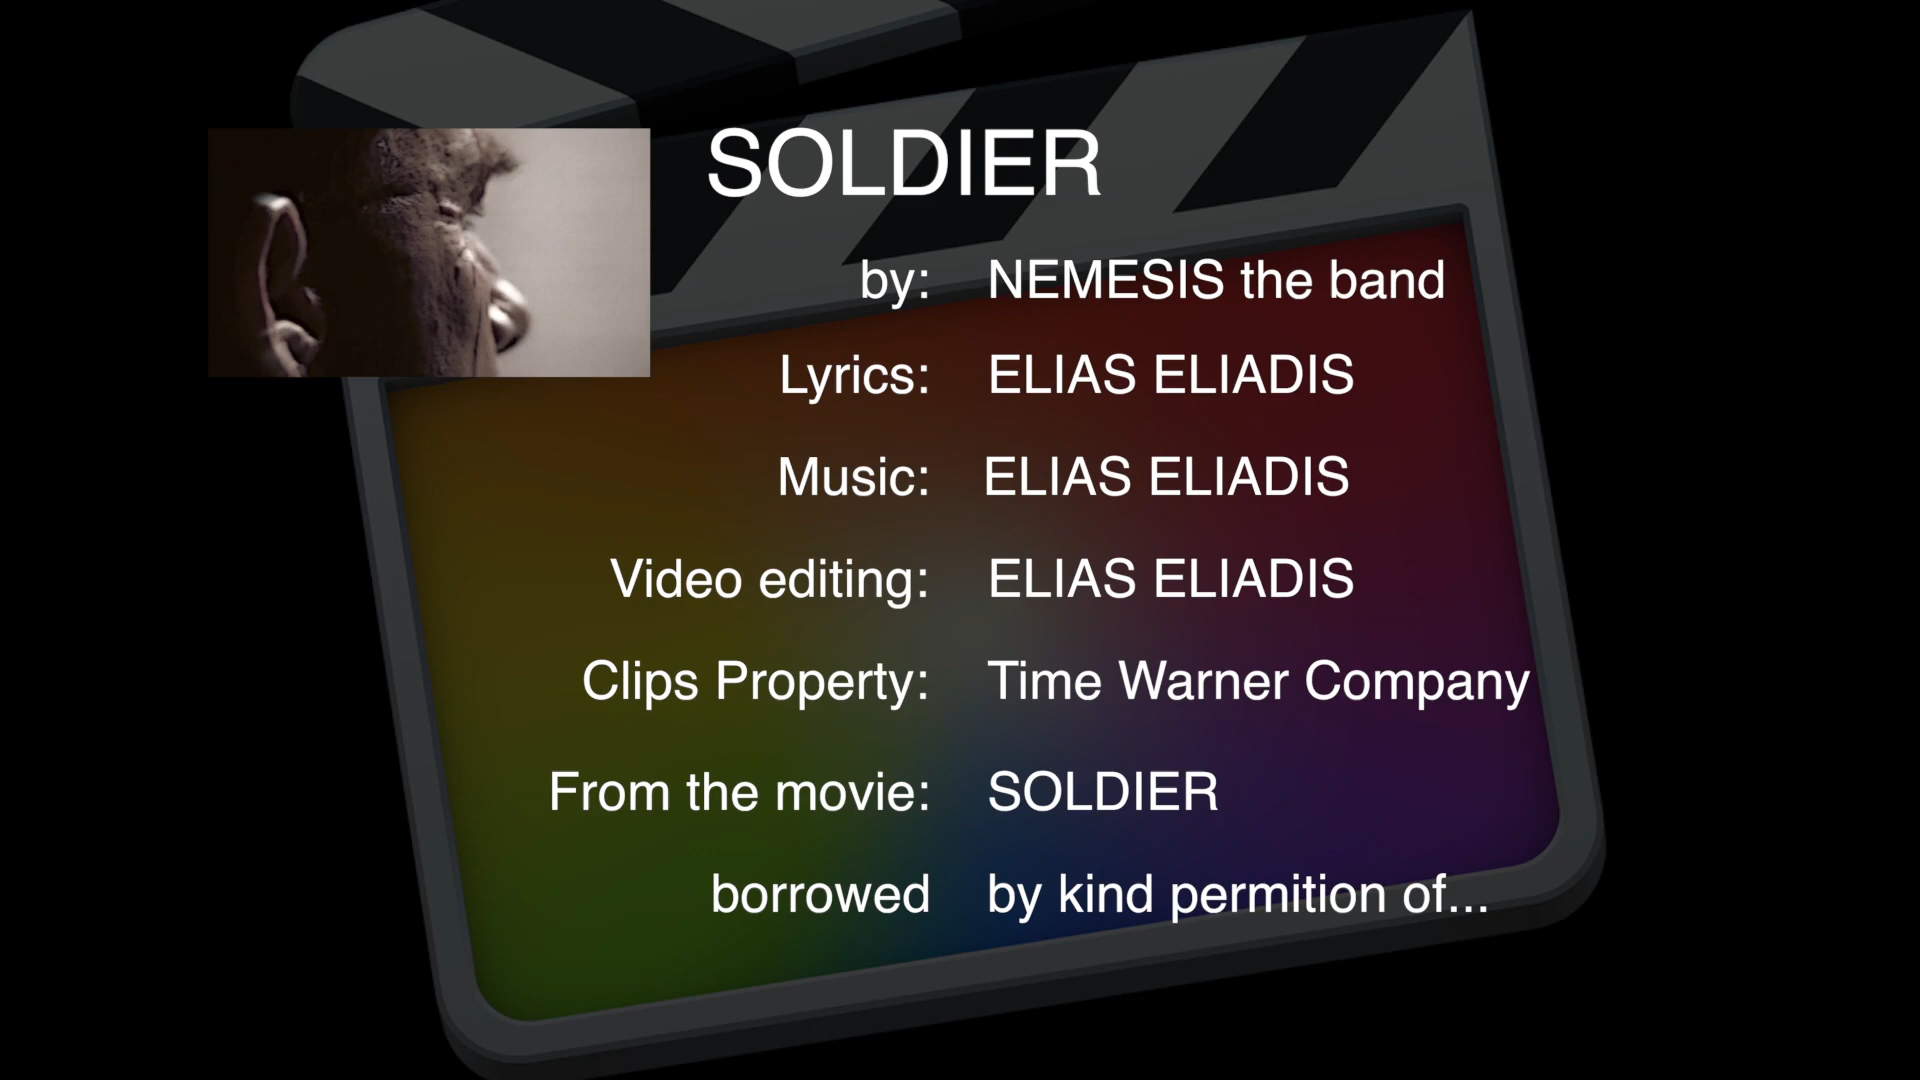 SOLDIER
by: NEMESIS the band
Lyrics: ELIAS ELIADIS
Music: ELIAS ELIADIS
Video editing: ELIAS ELIADIS
Clips Property: Time Warner Company
From the movie: SOLDIER
borrowed by kind permition of...